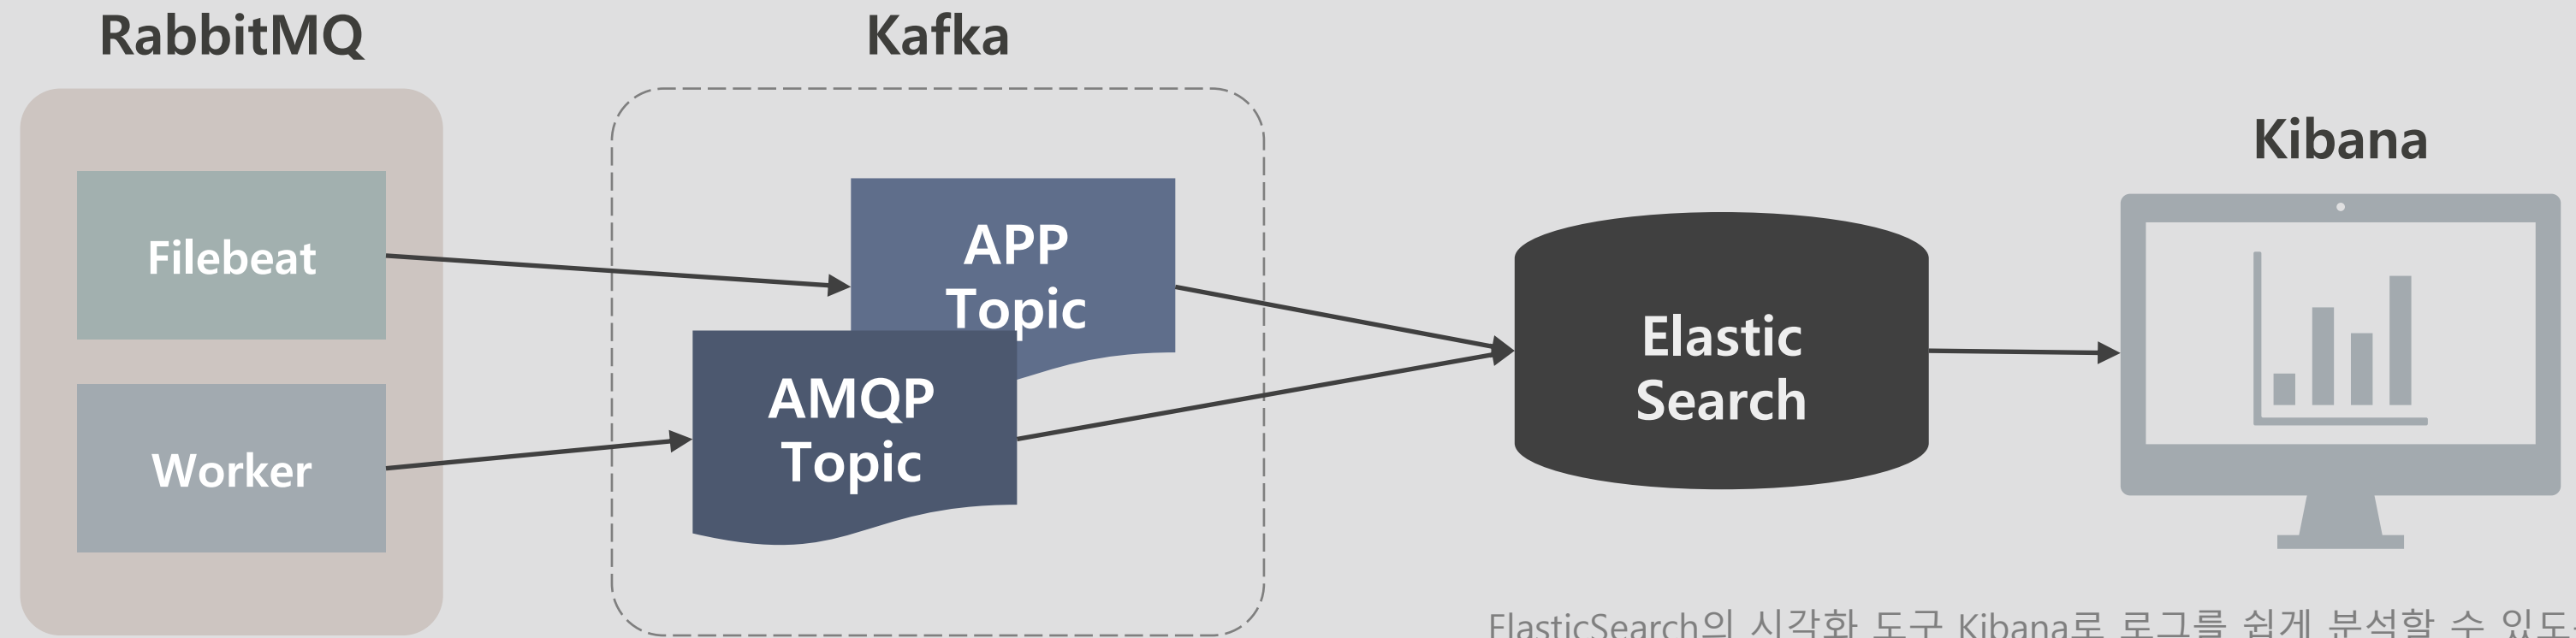 RabbitMQ
Kafka
Kibana
Filebeat
Worker
APP
Topic
AMQP
Topic
Elastic
Search
ElasticSearch의 시각화 도구 Kibana로 로그를 쉽게 분석할 수 있도